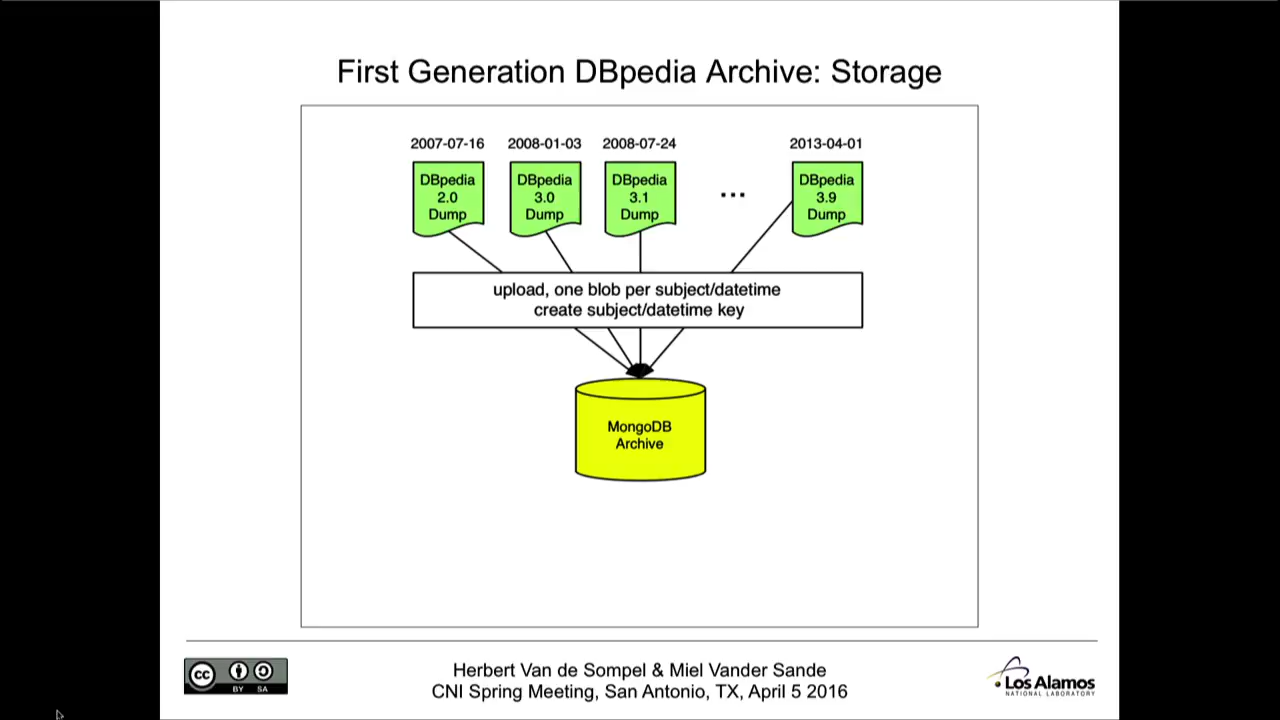 First Generation DBpedia Archive: Storage
2007-07-16
2008-01-03
2008-07-24
2013-04-01
DBpedia
2.0
Dump
DBpedia
3.0
Dump
DBpedia
3.1
Dump
...
DBpedia
3.9
Dump
upload, one blob per subject/datetime
create subject/datetime key
MongoDB
Archive
cc
BY SA
Herbert Van de Sompel & Miel Vander Sande
CNI Spring Meeting, San Antonio, TX, April 5 2016
Los Alamos
NATIONAL LABORATORY